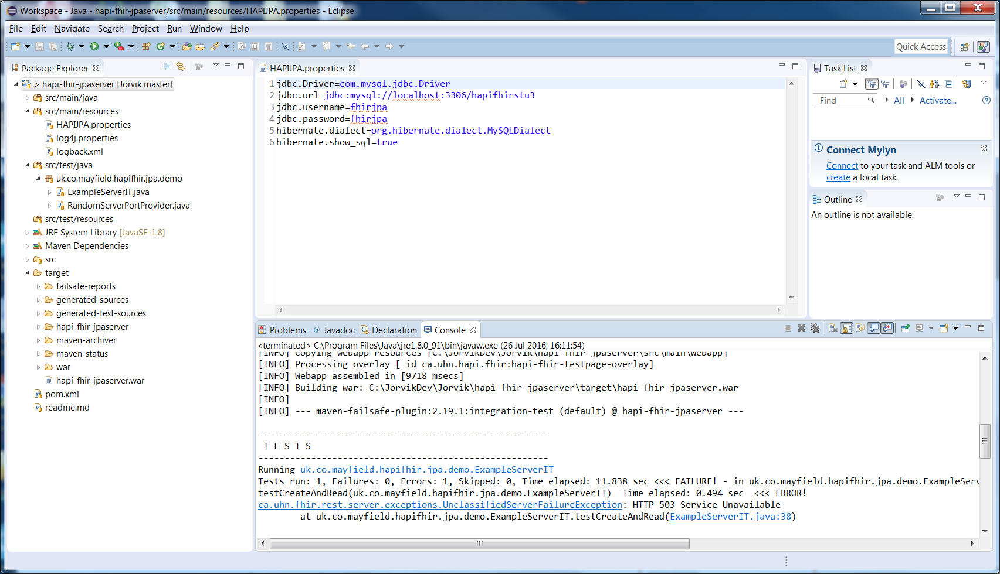 Workspace - Java - hapi-fhir-jpaserver/src/main/resources/HAPIJPA.properties - Eclipse
File Edit Navigate Search Project Run Window Help
Quick Access
Package Explorer
> hapi-fhir-jpaserver [Jorvik master]
src/main/java
src/main/resources
HAPIJPA.properties
log4j.properties
logback.xml
src/test/java
uk.co.mayfield.hapifhir.jpa.demo
ExampleServerIT.java
RandomServerPortProvider.java
src/test/resources
JRE System Library [JavaSE-1.8]
Maven Dependencies
src
target
failsafe-reports
generated-sources
generated-test-sources
hapi-fhir-jpaserver
maven-archiver
maven-status
war
hapi-fhir-jpaserver.war
pom.xml
readme.md
HAPIJPA.properties
1 jdbc.Driver=com.mysql.jdbc.Driver
2 jdbc.url=jdbc:mysql://localhost:3306/hapifhirstu3
3 jdbc.username=fhirjpa
4 jdbc.password=fhirjpa
5 hibernate.dialect=org.hibernate.dialect.MySQLDialect
6 hibernate.show_sql=true
Task List
Find All Activate...
Connect Mylyn
Connect to your task and ALM tools or
create a local task.
Outline
An outline is not available.
Problems Javadoc Declaration Console
<terminated> C:\Program Files\Java\jre1.8.0_91\bin\javaw.exe (26 Jul 2016, 16:11:54)
[INFO] Copying webapp resources [C:\JorvikDev\Jorvik\hapi-fhir-jpaserver\src\main\webapp]
[INFO] Processing overlay [ id ca.uhn.hapi.fhir:hapi-fhir-testpage-overlay]
[INFO] Webapp assembled in [9718 msecs]
[INFO] Building war: C:\JorvikDev\Jorvik\hapi-fhir-jpaserver\target\hapi-fhir-jpaserver.war
[INFO]
[INFO] --- maven-failsafe-plugin:2.19.1:integration-test (default) @ hapi-fhir-jpaserver ---
-------------------------------------------------------
T E S T S
-------------------------------------------------------
Running uk.co.mayfield.hapifhir.jpa.demo.ExampleServerIT
Tests run: 1, Failures: 0, Errors: 1, Skipped: 0, Time elapsed: 11.838 sec <<< FAILURE! - in uk.co.mayfield.hapifhir.jpa.demo.ExampleServ
testCreateAndRead(uk.co.mayfield.hapifhir.jpa.demo.ExampleServerIT)  Time elapsed: 0.494 sec  <<< ERROR!
ca.uhn.fhir.rest.server.exceptions.UnclassifiedServerFailureException: HTTP 503 Service Unavailable
at uk.co.mayfield.hapifhir.jpa.demo.ExampleServerIT.testCreateAndRead(ExampleServerIT.java:38)